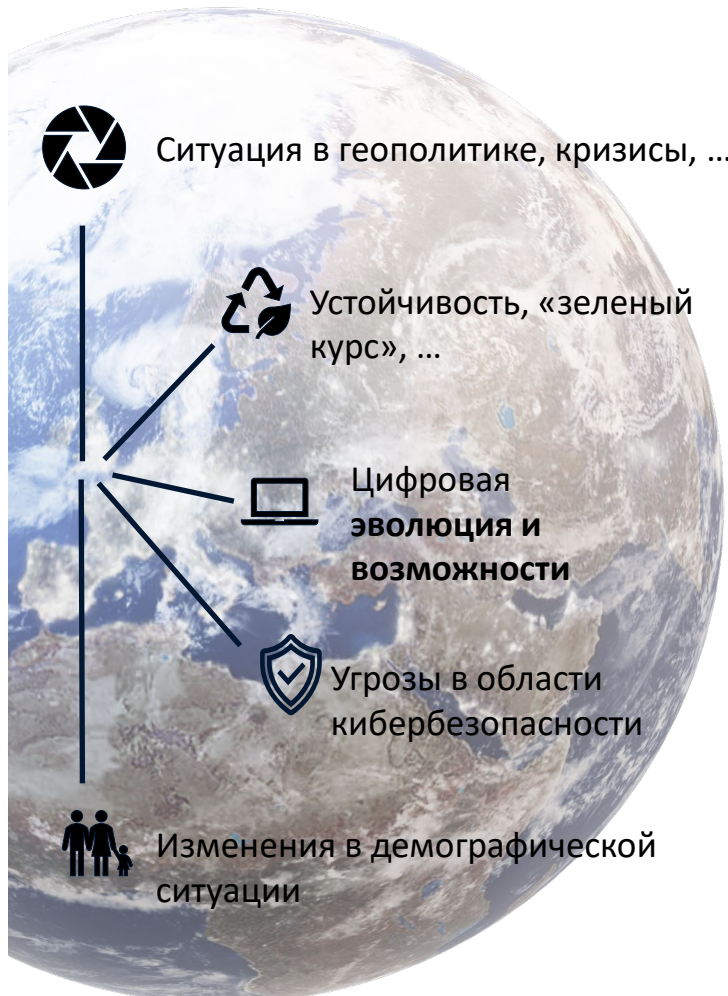 Ситуация в геополитике, кризисы, ...
Устойчивость, «зеленый
курс», ...
Цифровая
эволюция и
возможности
Угрозы в области
кибербезопасности
Изменения в демографической
ситуации